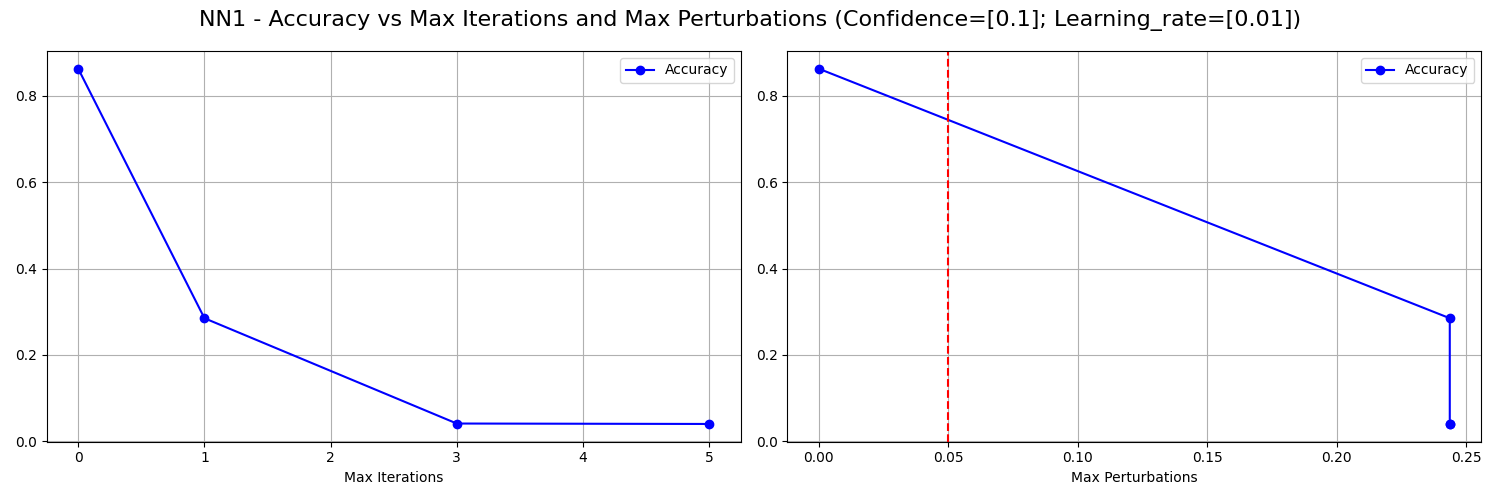 NN1 - Accuracy vs Max Iterations and Max Perturbations (Confidence=[0.1]; Learning_rate=[0.01])
Accuracy
0.8
0.6
0.4
0.2
0.0
0 1 2 3 4 5
Max Iterations
Accuracy
0.8
0.6
0.4
0.2
0.0
0.00 0.05 0.10 0.15 0.20 0.25
Max Perturbations